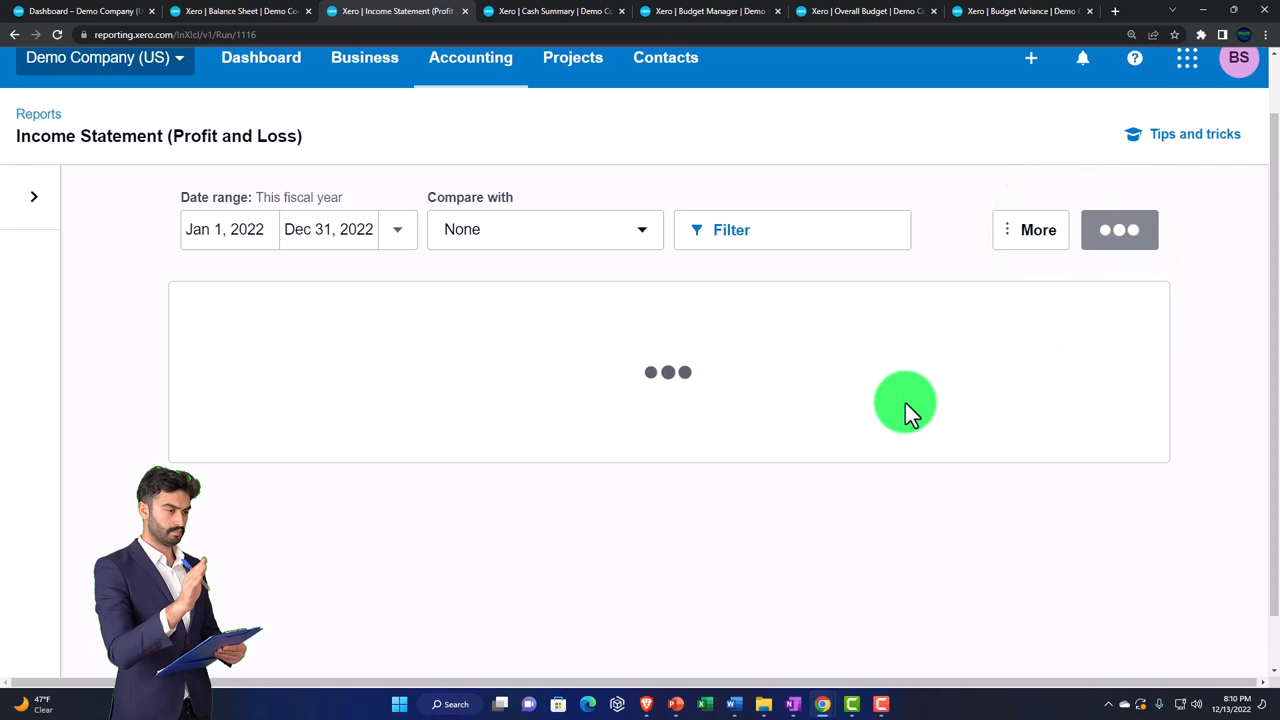 Xero | Dashboard – Demo Company (
Xero | Balance Sheet | Demo Co
Xero | Income Statement (Profit
Xero | Cash Summary | Demo Co
Xero | Budget Manager | Demo
Xero | Overall Budget | Demo C
Xero | Budget Variance | Demo C
reporting.xero.com/!nXlcl/v1/Run/1116
Demo Company (US)
Dashboard
Business
Accounting
Projects
Contacts
BS
Reports
Income Statement (Profit and Loss)
Tips and tricks
Date range: This fiscal year
Compare with
Jan 1, 2022
Dec 31, 2022
None
Filter
More
47°F
Clear
Search
8:10 PM
12/13/2022